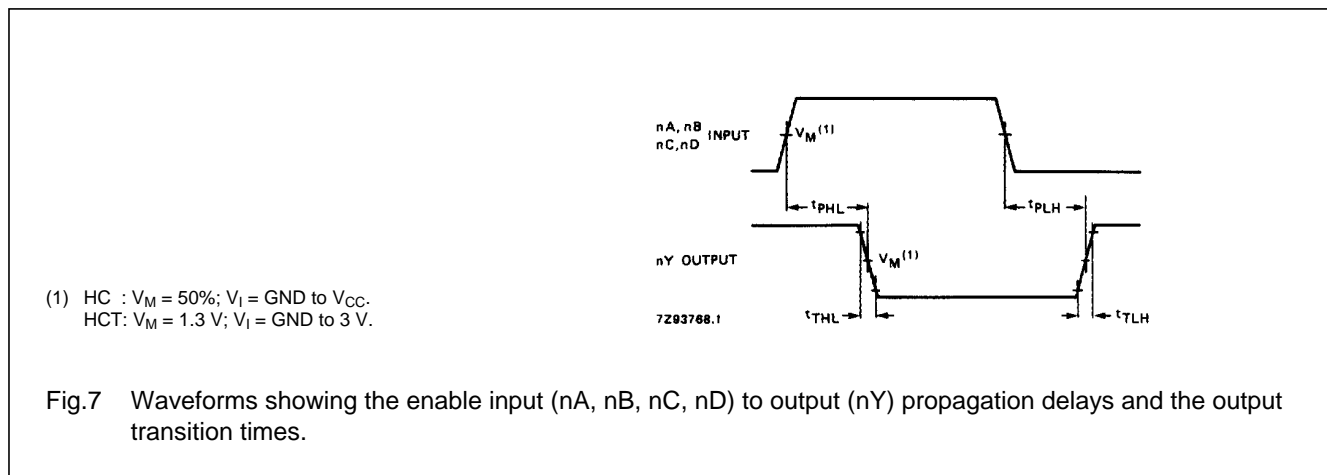 nA, nB INPUT
nC,nD
VM(1)
tPHL
tPLH
nY OUTPUT
VM(1)
7Z93768.1
tTHL
tTLH
(1) HC : VM = 50%; VI = GND to VCC.
HCT: VM = 1.3 V; VI = GND to 3 V.
Fig.7 Waveforms showing the enable input (nA, nB, nC, nD) to output (nY) propagation delays and the output
transition times.